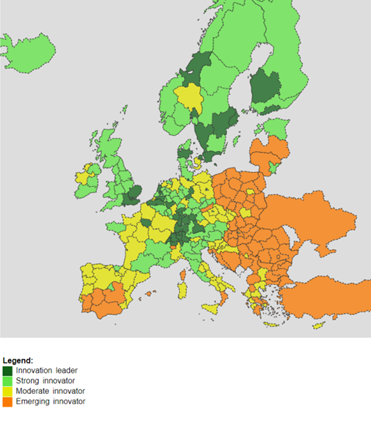 Legend:
Innovation leader
Strong innovator
Moderate innovator
Emerging innovator